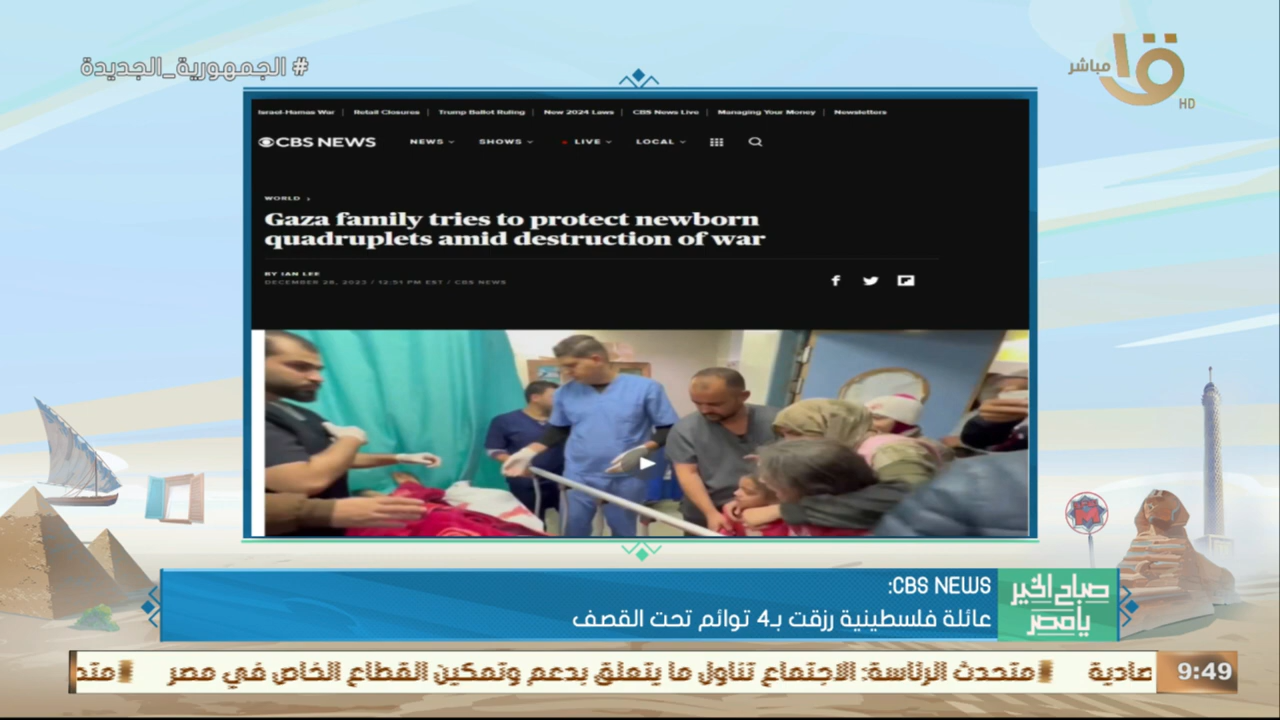 # الجمهورية_الجديدة
مباشر
HD
Israel-Hamas War | Retail Closures | Trump Ballot Ruling | New 2024 Laws | CBS News Live | Managing Your Money | Newsletters
CBS NEWS NEWS SHOWS LIVE LOCAL
WORLD ›
Gaza family tries to protect newborn
quadruplets amid destruction of war
BY IAN LEE
DECEMBER 28, 2023 / 12:51 PM EST / CBS NEWS
M
صباح الخير
يا مصر
CBS NEWS:
عائلة فلسطينية رزقت بـ4 توائم تحت القصف
9:49
صادية متحدث الرئاسة: الاجتماع تناول ما يتعلق بدعم وتمكين القطاع الخاص في مصر متحد